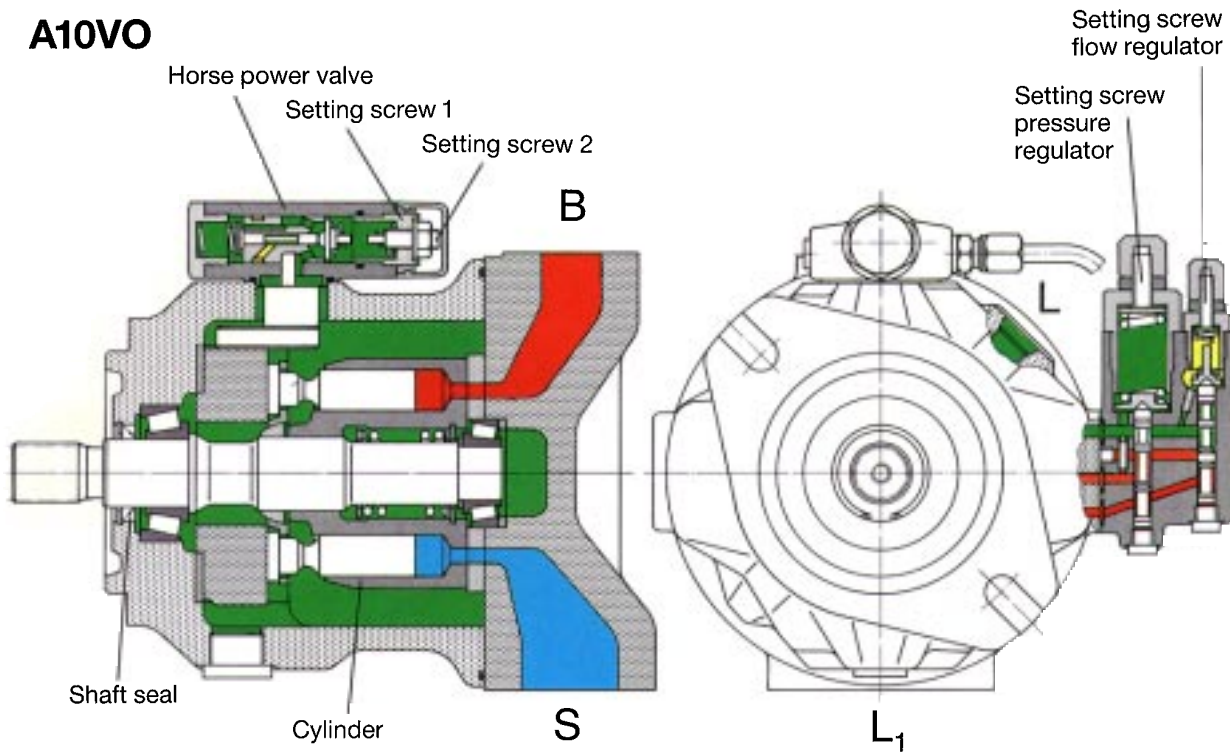 A10VO
Horse power valve
Setting screw 1
Setting screw 2
B
S
Shaft seal
Cylinder
Setting screw
flow regulator
Setting screw
pressure
regulator
L
L1